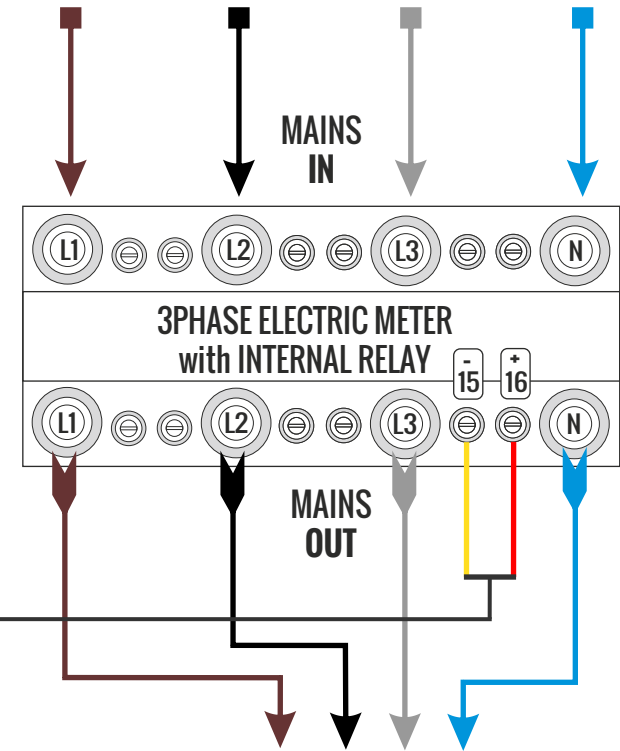 MAINS
IN
L1
L2
L3
N
3PHASE ELECTRIC METER
with INTERNAL RELAY
-
15
+
16
L1
L2
L3
N
MAINS
OUT